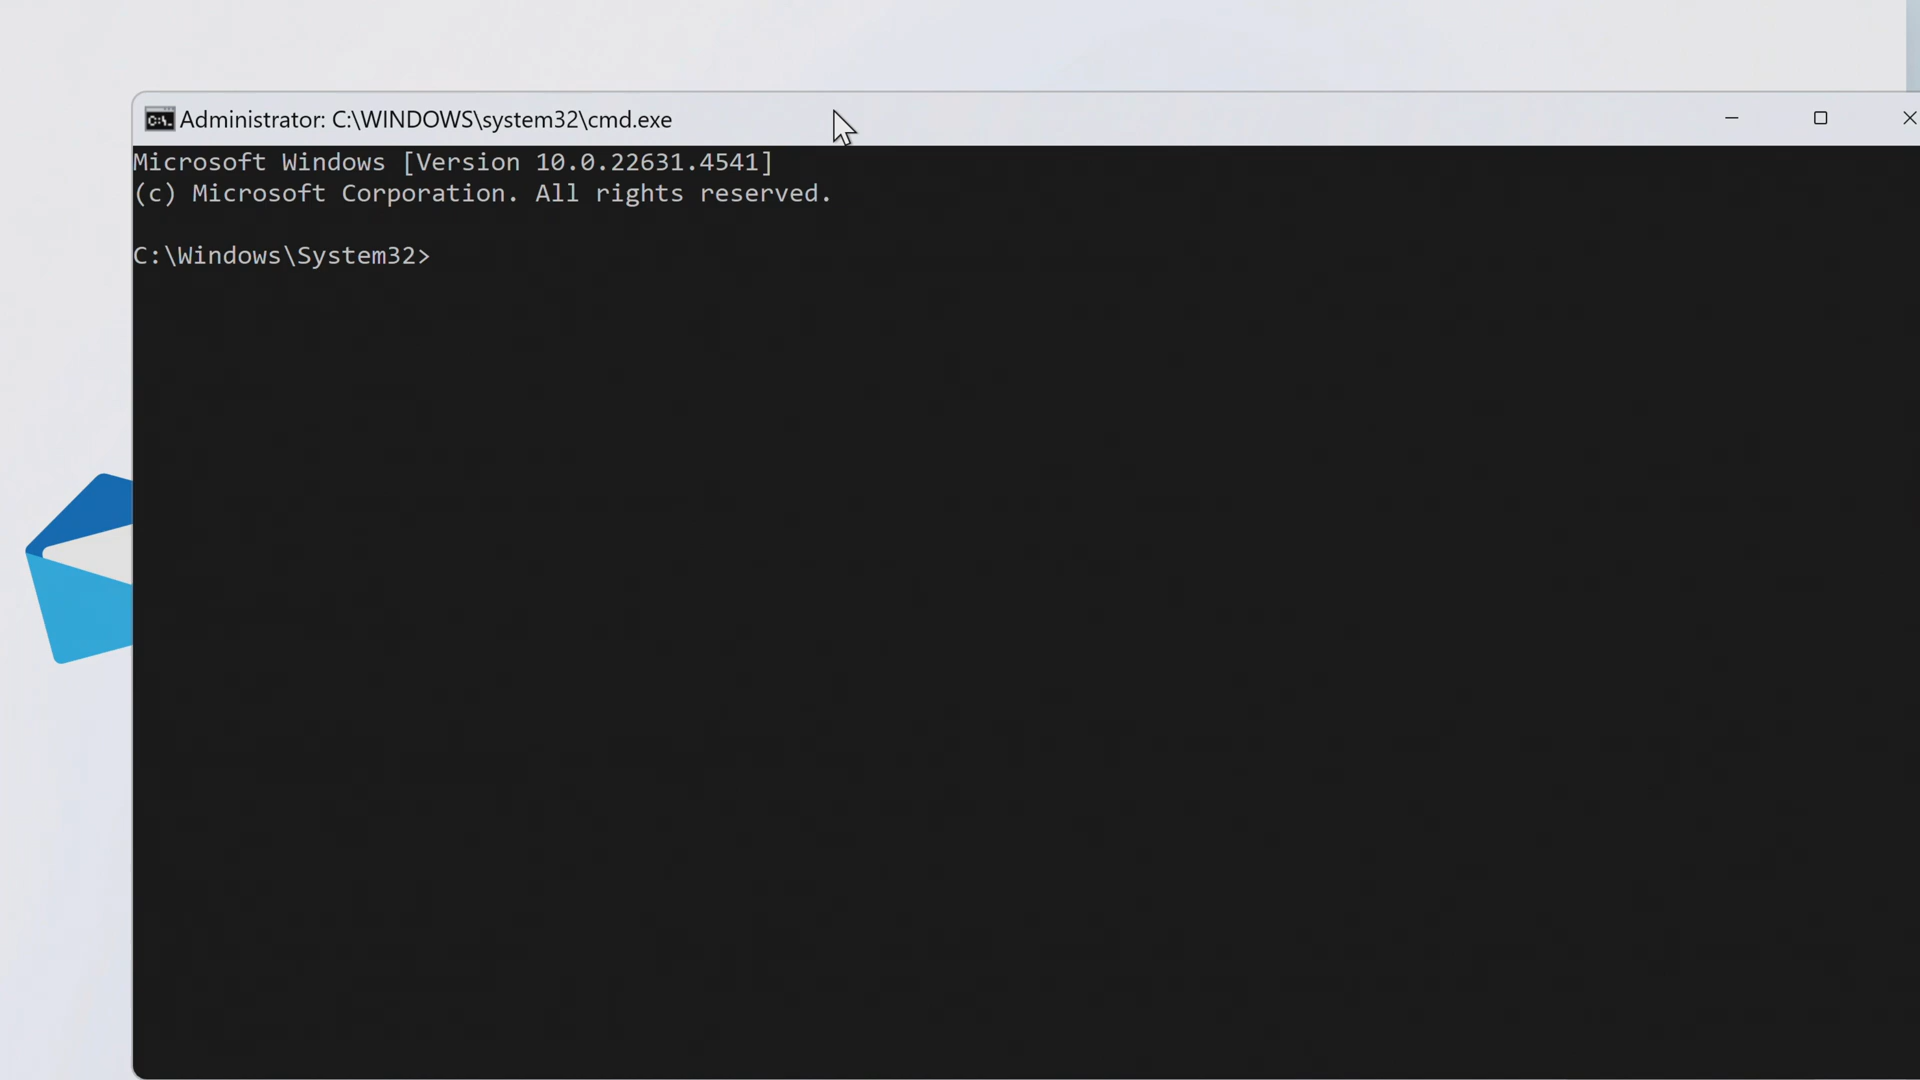 Administrator: C:\WINDOWS\system32\cmd.exe
Microsoft Windows [Version 10.0.22631.4541]
(c) Microsoft Corporation. All rights reserved.
C:\Windows\System32>